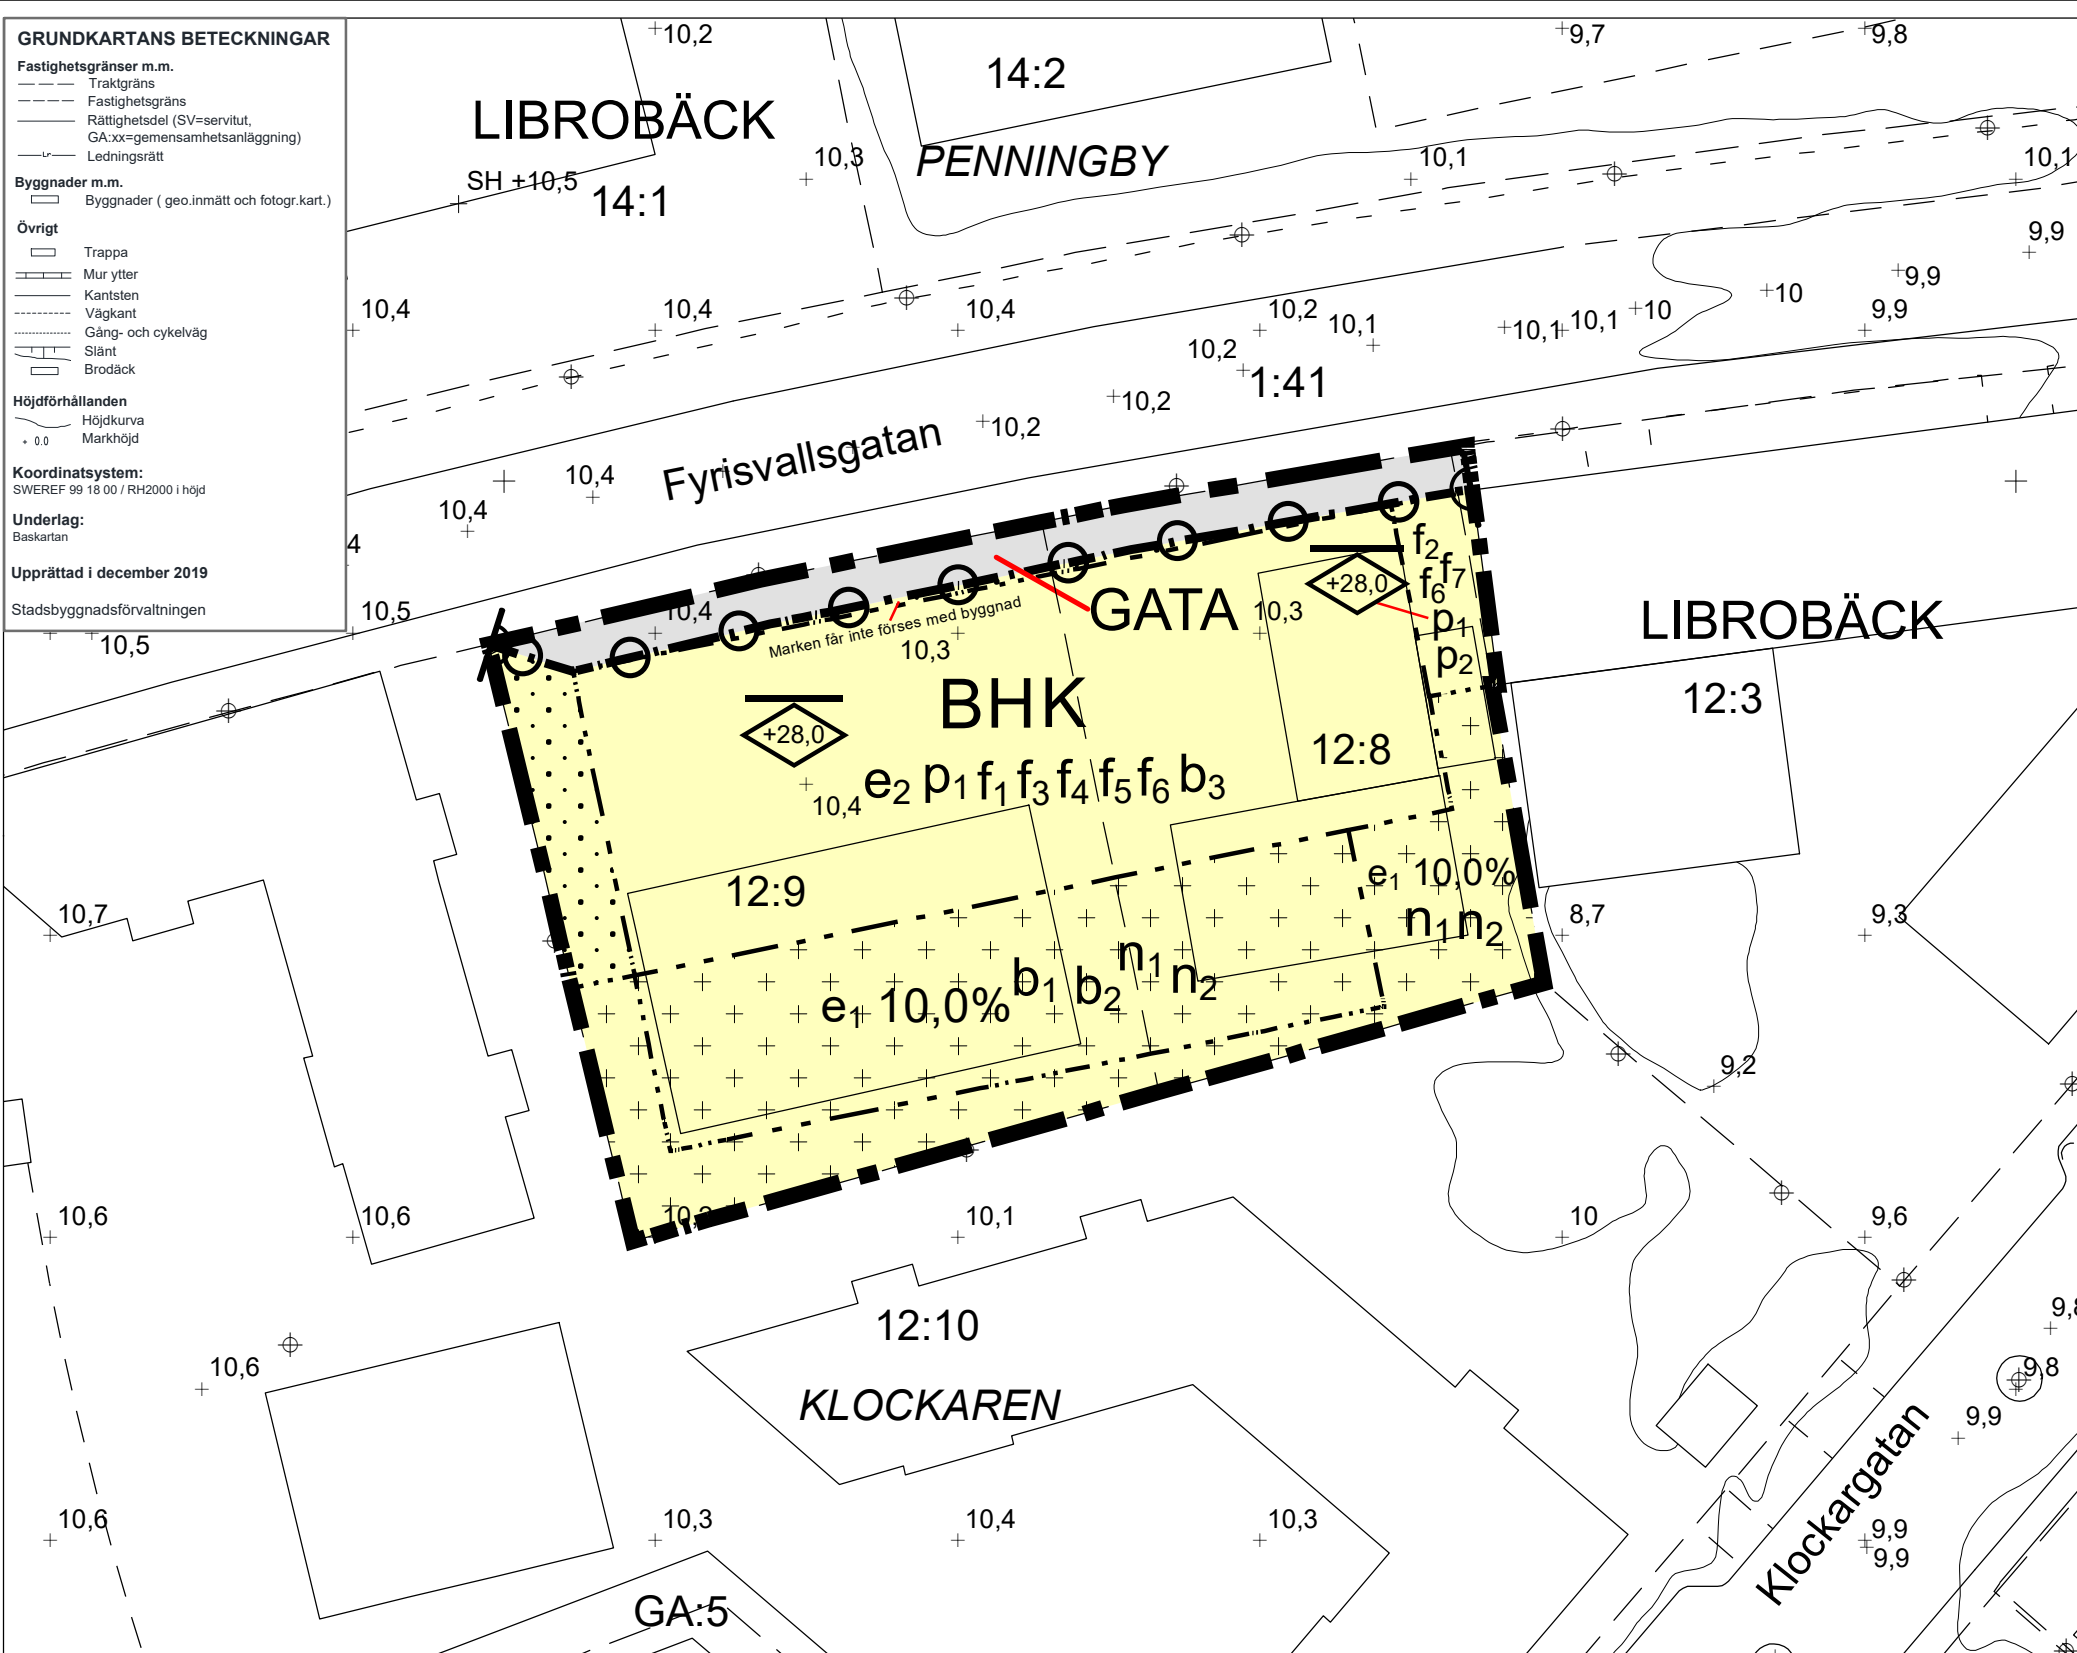 GRUNDKARTANS BETECKNINGAR
Fastighetsgränser m.m.
Traktgräns
Fastighetsgräns
Rättighetsdel (SV=servitut,
GA:xx=gemensamhetsanläggning)
Lr
Ledningsrätt
Byggnader m.m.
Byggnader ( geo.inmätt och fotogr.kart.)
Övrigt
Trappa
Mur ytter
Kantsten
Vägkant
Gång- och cykelväg
Slänt
Brodäck
Höjdförhållanden
Höjdkurva
0.0 Markhöjd
Koordinatsystem:
SWEREF 99 18 00 / RH2000 i höjd
Underlag:
Baskartan
Upprättad i december 2019
Stadsbyggnadsförvaltningen
10,2
9,7
9,8
14:2
LIBROBÄCK
10,3
PENNINGBY
10,1
10,1
SH +10,5
14:1
9,9
9,9
10
10,4
10,4
10,4
10,2
10,1
10,1
10,1
10
9,9
10,2
1:41
10,2
10,2
Fyrisvallsgatan
10,4
10,4
4
f2
f7
+28,0
f6
10,5
10,4
GATA
10,3
p1
LIBROBÄCK
Marken får inte förses med byggnad
10,5
10,3
p2
BHK
12:3
+28,0
12:8
e2 p1 f1 f3 f4 f5 f6 b3
10,4
12:9
e1 10,0%
10,7
n1 n2
8,7
9,3
b1 b2 n1 n2
e1 10,0%
9,2
10,6
10,6
10,1
10
9,6
12:10
9,8
10,6
9,8
KLOCKAREN
9,9
Klockargatan
10,6
10,3
10,4
10,3
9,9
9,9
GA:5